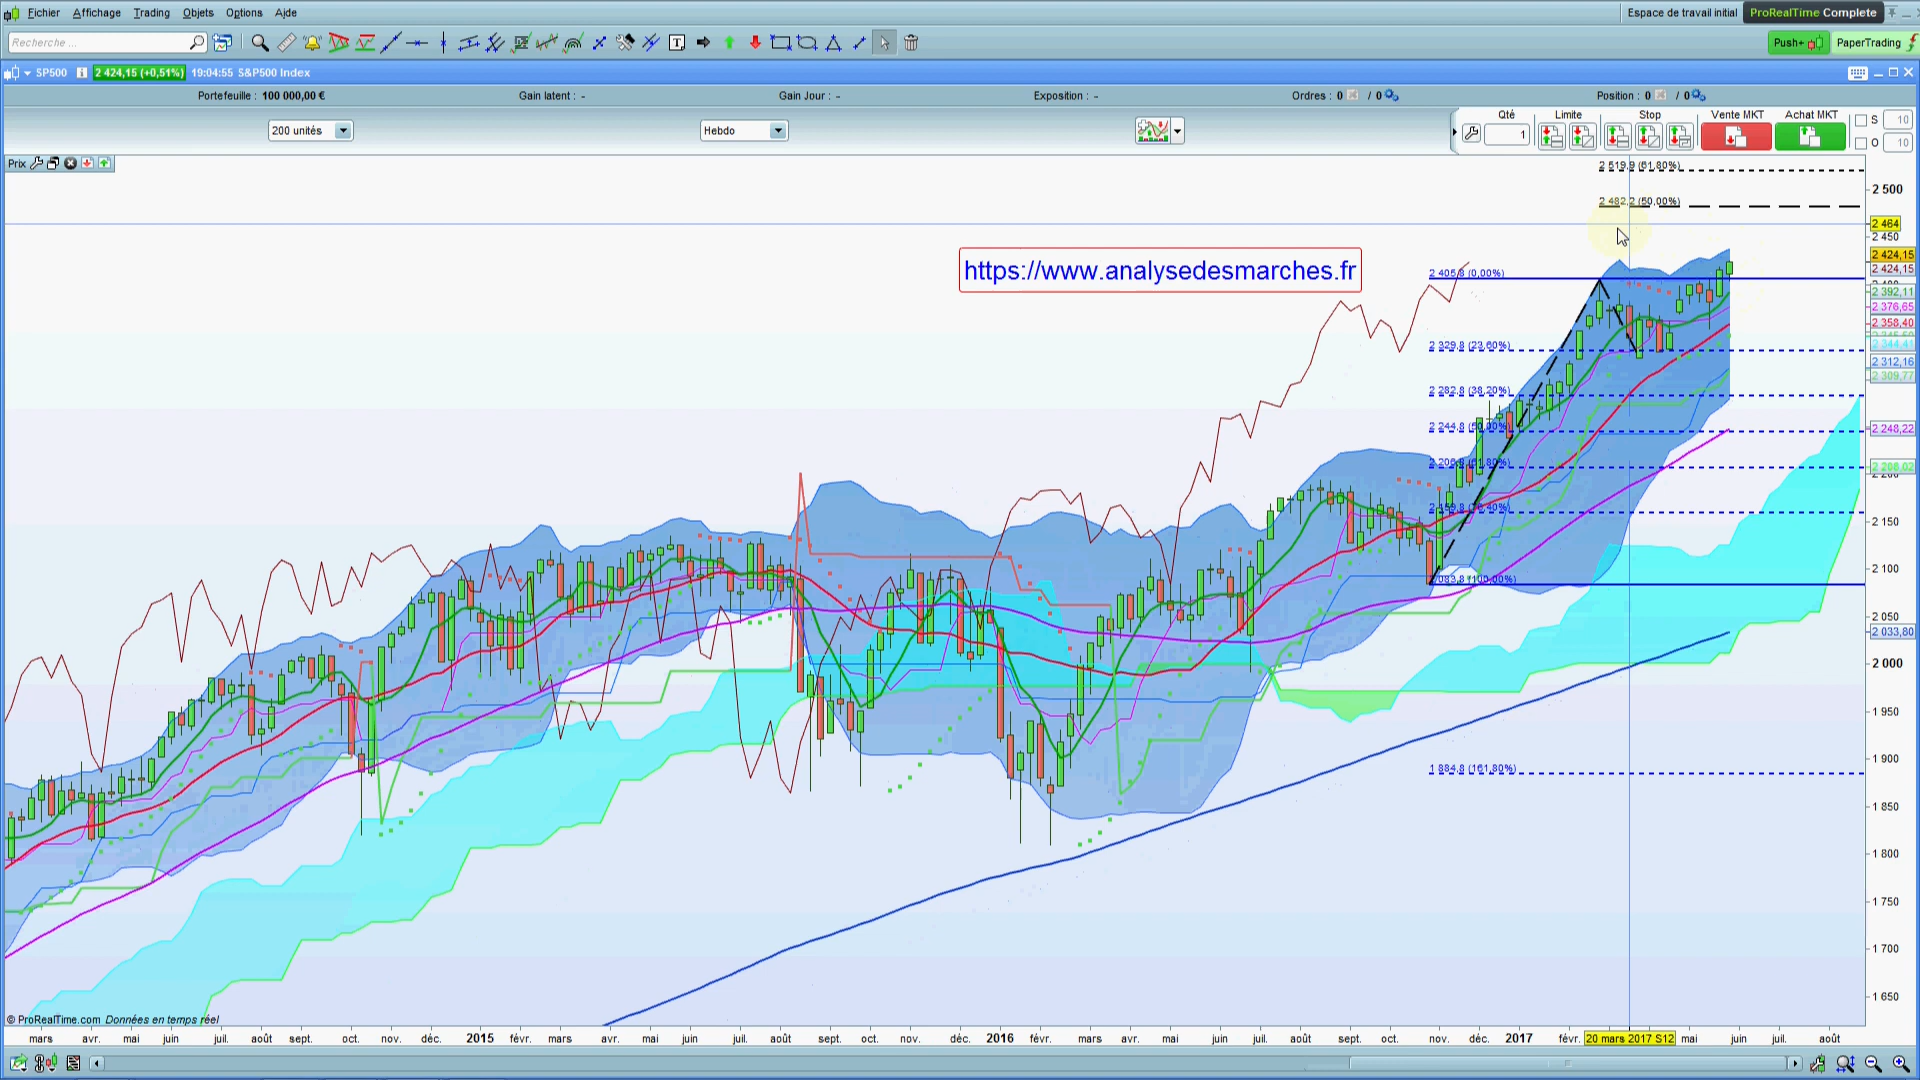 Fichier Affichage Trading Objets Options Aide
Espace de travail initial ProRealTime Complete
Recherche ...
Push+ PaperTrading
SP500 2 424,15 (+0,51%) 19:04:55 S&P500 Index
Portefeuille : 100 000,00 € Gain latent : - Gain Jour : - Exposition : - Ordres : 0 / 0 Position : 0 / 0
200 unités Hebdo
Qté Limite Stop Vente MKT Achat MKT
1
S 10
O 10
Prix
2 519,9 (61,80%)
2 500
2 482,2 (50,00%)
2 464
2 450
https://www.analysedesmarches.fr
2 424,15
2 424,15
2 405,8 (0,00%)
2 392,11
2 376,65
2 358,40
2 329,8 (23,60%)
2 344,41
2 312,16
2 309,77
2 282,8 (38,20%)
2 244,8 (50,00%)
2 248,22
2 206,8 (61,80%)
2 150
2 100
2 083,8 (100,00%)
2 050
2 033,80
2 000
1 950
1 900
1 884,8 (161,80%)
1 850
1 800
1 750
1 700
1 650
© ProRealTime.com Données en temps réel
mars avr. mai juin juil. août sept. oct. nov. déc. 2015 févr. mars avr. mai juin juil. août oct. nov. déc. 2016 févr. mars avr. mai juin juil. août sept. oct. nov. déc. 2017 févr. 20 mars 2017 S12 mai juin juil. août